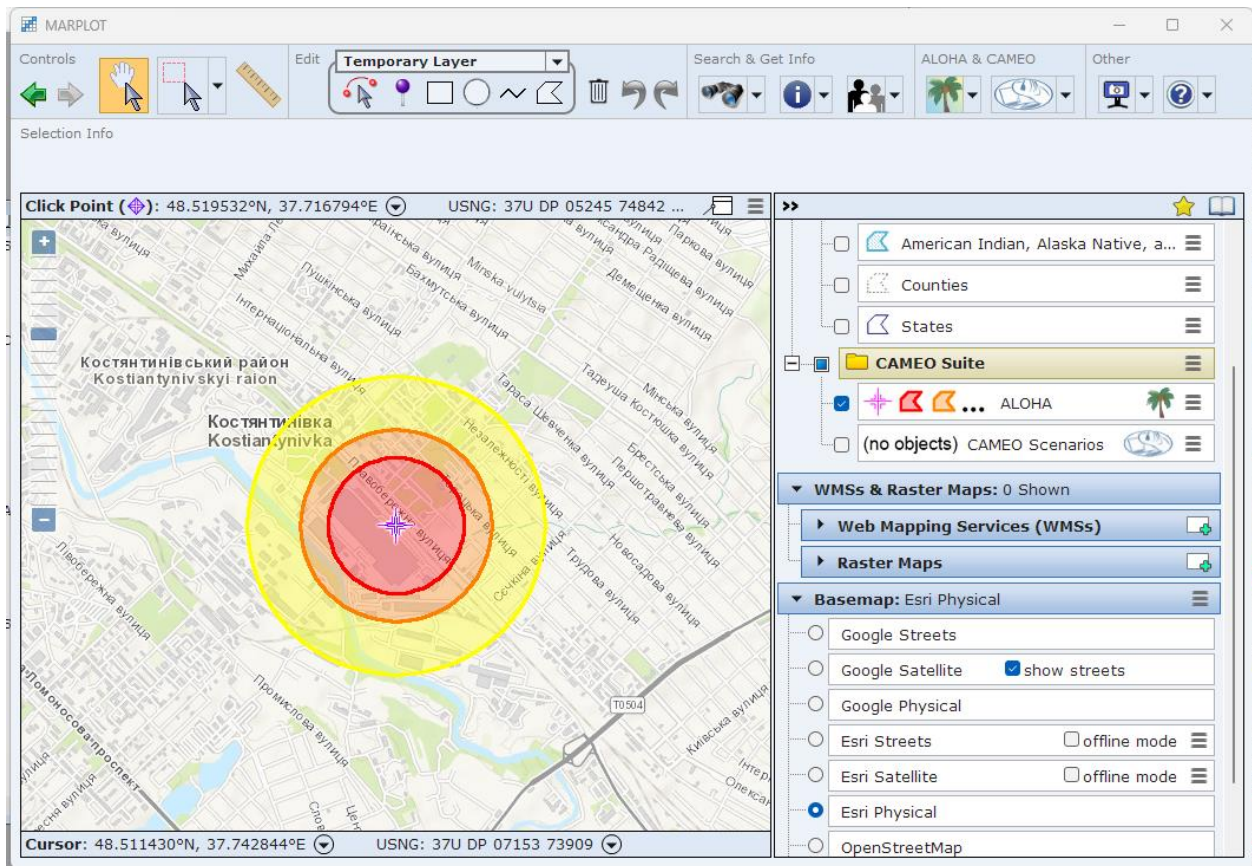 MARPLOT
Controls
Edit
Temporary Layer
Search & Get Info
ALOHA & CAMEO
Other
Selection Info
Click Point ( ): 48.519532°N, 37.716794°E
USNG: 37U DP 05245 74842 ...
Михайла
Пушкінська вулиця
Бахмутська вулиця
Minska vulytsia
Інтернаціональна вулиця
Паркова вулиця
Демещенка вулиця
Тараса Шевченка вулиця
Тадеуша Костюшка вулиця
Мінська вулиця
Костянтинівський район
Kostiantynivskyi raion
Костянтинівка
Kostiantynivka
Незалежності вулиця
Правобережна вулиця
Брестська вулиця
Першотравнева вулиця
Новосадова вулиця
Трудова вулиця
Сєчкіна вулиця
Лівобережна вулиця
Промислова вулиця
Ломоносова проспект
T0504
Київська вулиця
Cursor: 48.511430°N, 37.742844°E
USNG: 37U DP 07153 73909
>>
American Indian, Alaska Native, a...
Counties
States
CAMEO Suite
... ALOHA
(no objects) CAMEO Scenarios
WMSs & Raster Maps: 0 Shown
Web Mapping Services (WMSs)
Raster Maps
Basemap: Esri Physical
Google Streets
Google Satellite show streets
Google Physical
Esri Streets offline mode
Esri Satellite offline mode
Esri Physical
OpenStreetMap